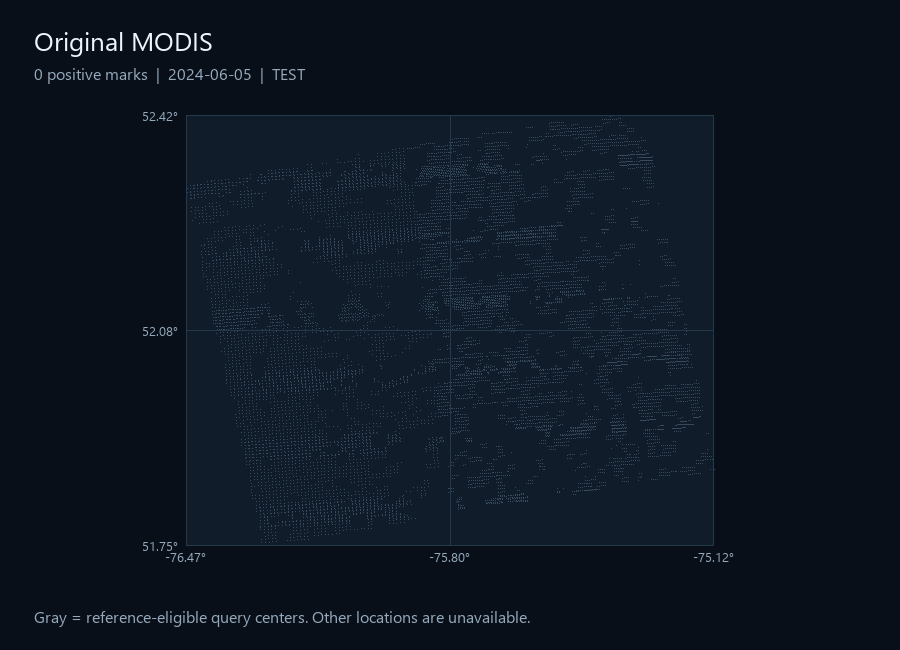 Original MODIS
0 positive marks | 2024-06-05 | TEST
52.42°
52.08°
51.75°
-76.47°
-75.80°
-75.12°
Gray = reference-eligible query centers. Other locations are unavailable.